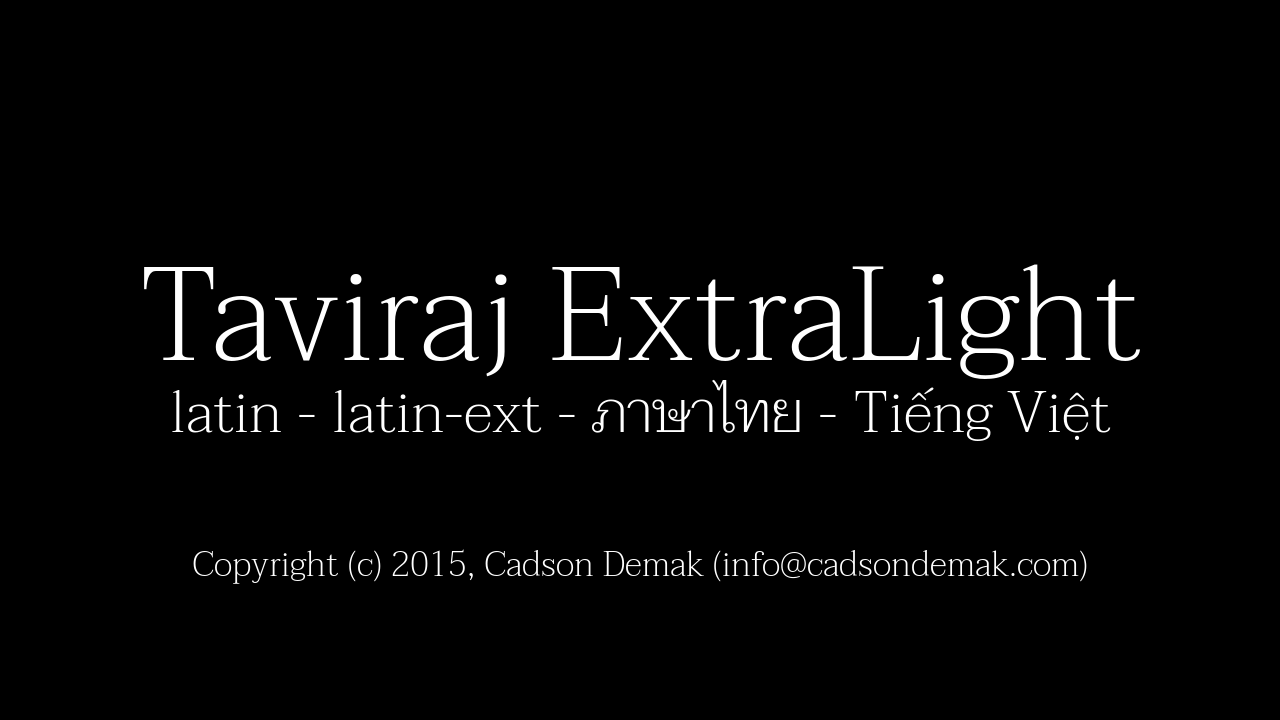 Taviraj ExtraLight
latin - latin-ext - ภาษาไทย - Tiếng Việt
Copyright (c) 2015, Cadson Demak (info@cadsondemak.com)